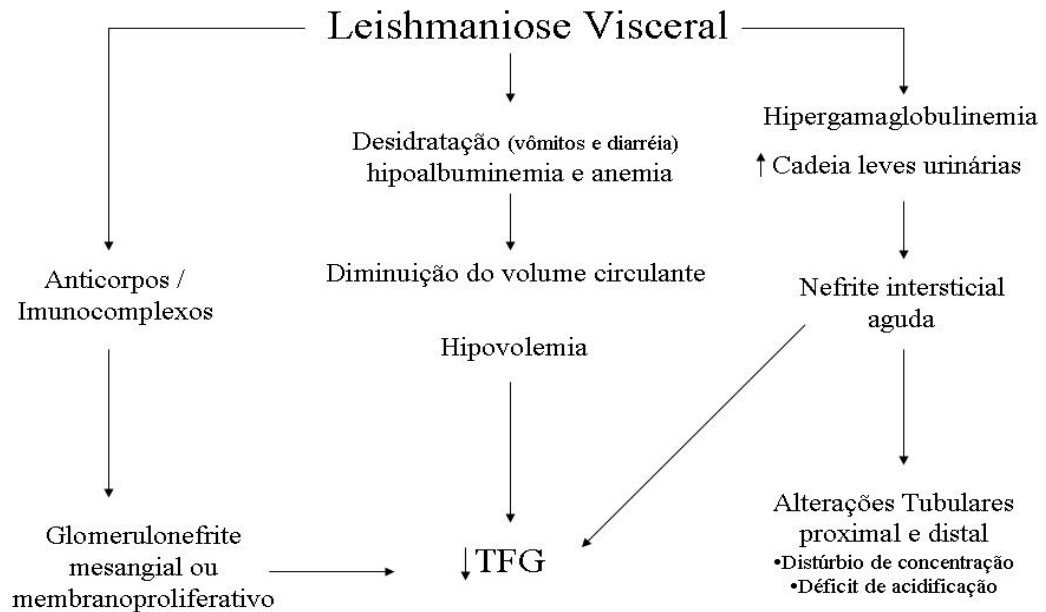 Leishmaniose Visceral
Desidratação (vômitos e diarréia)
hipoalbuminemia e anemia
Hipergamaglobulinemia
↑ Cadeia leves urinárias
Anticorpos /
Imunocomplexos
Diminuição do volume circulante
Nefrite intersticial
aguda
Hipovolemia
Glomerulonefrite
mesangial ou
membranoproliferativo
↓TFG
Alterações Tubulares
proximal e distal
•Distúrbio de concentração
•Déficit de acidificação